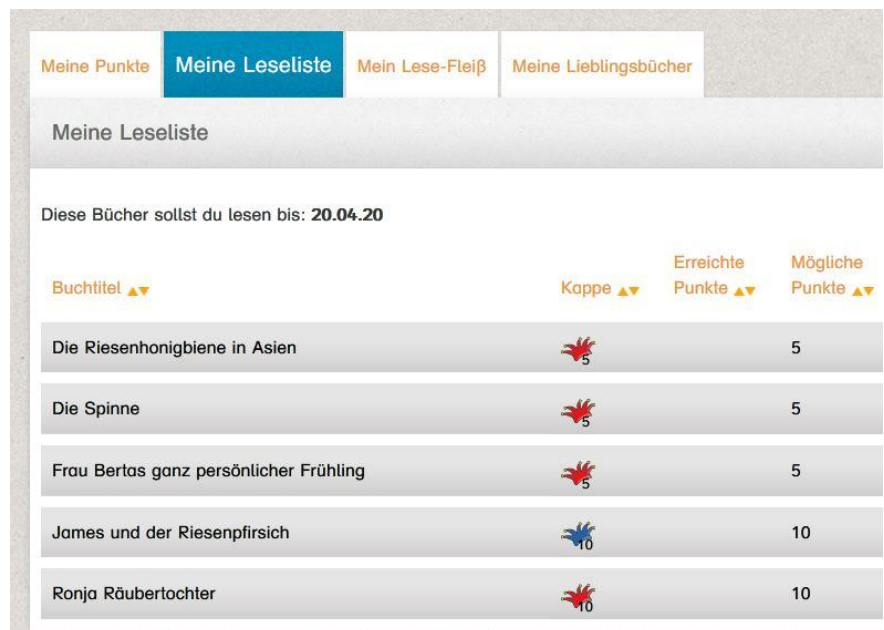 Meine Punkte Meine Leseliste Mein Lese-Fleiß Meine Lieblingsbücher
Meine Leseliste
Diese Bücher sollst du lesen bis: 20.04.20
Buchtitel Kappe Erreichte Punkte Mögliche Punkte
Die Riesenhonigbiene in Asien 5 5
Die Spinne 5 5
Frau Bertas ganz persönlicher Frühling 5 5
James und der Riesenpfirsich 10 10
Ronja Räubertochter 10 10